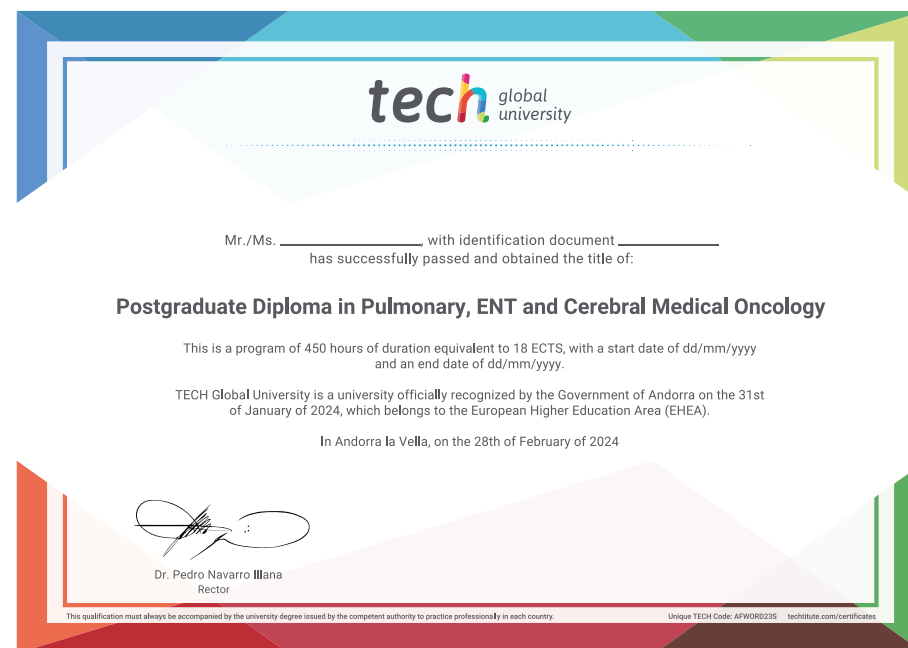 tech global university
Mr./Ms. ____________________, with identification document ______________
has successfully passed and obtained the title of:
Postgraduate Diploma in Pulmonary, ENT and Cerebral Medical Oncology
This is a program of 450 hours of duration equivalent to 18 ECTS, with a start date of dd/mm/yyyy
and an end date of dd/mm/yyyy.
TECH Global University is a university officially recognized by the Government of Andorra on the 31st
of January of 2024, which belongs to the European Higher Education Area (EHEA).
In Andorra la Vella, on the 28th of February of 2024
Dr. Pedro Navarro Illana
Rector
This qualification must always be accompanied by the university degree issued by the competent authority to practice professionally in each country.
Unique TECH Code: AFWORD23S techtitute.com/certificates